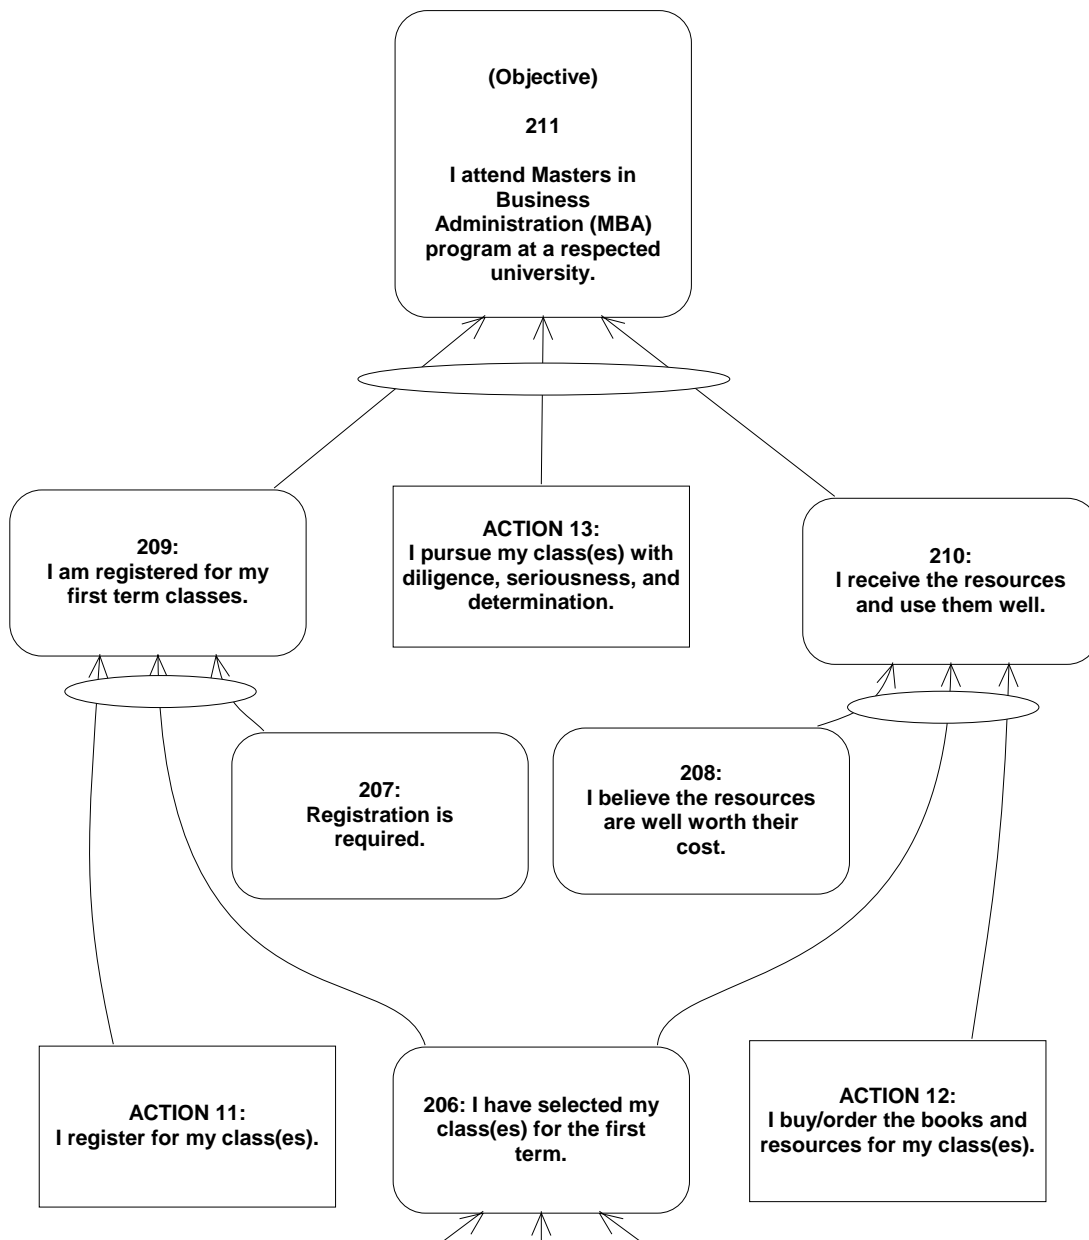 (Objective)
211
I attend Masters in
Business
Administration (MBA)
program at a respected
university.
209:
I am registered for my
first term classes.
ACTION 13:
I pursue my class(es) with
diligence, seriousness, and
determination.
210:
I receive the resources
and use them well.
207:
Registration is
required.
208:
I believe the resources
are well worth their
cost.
ACTION 11:
I register for my class(es).
206: I have selected my
class(es) for the first
term.
ACTION 12:
I buy/order the books and
resources for my class(es).